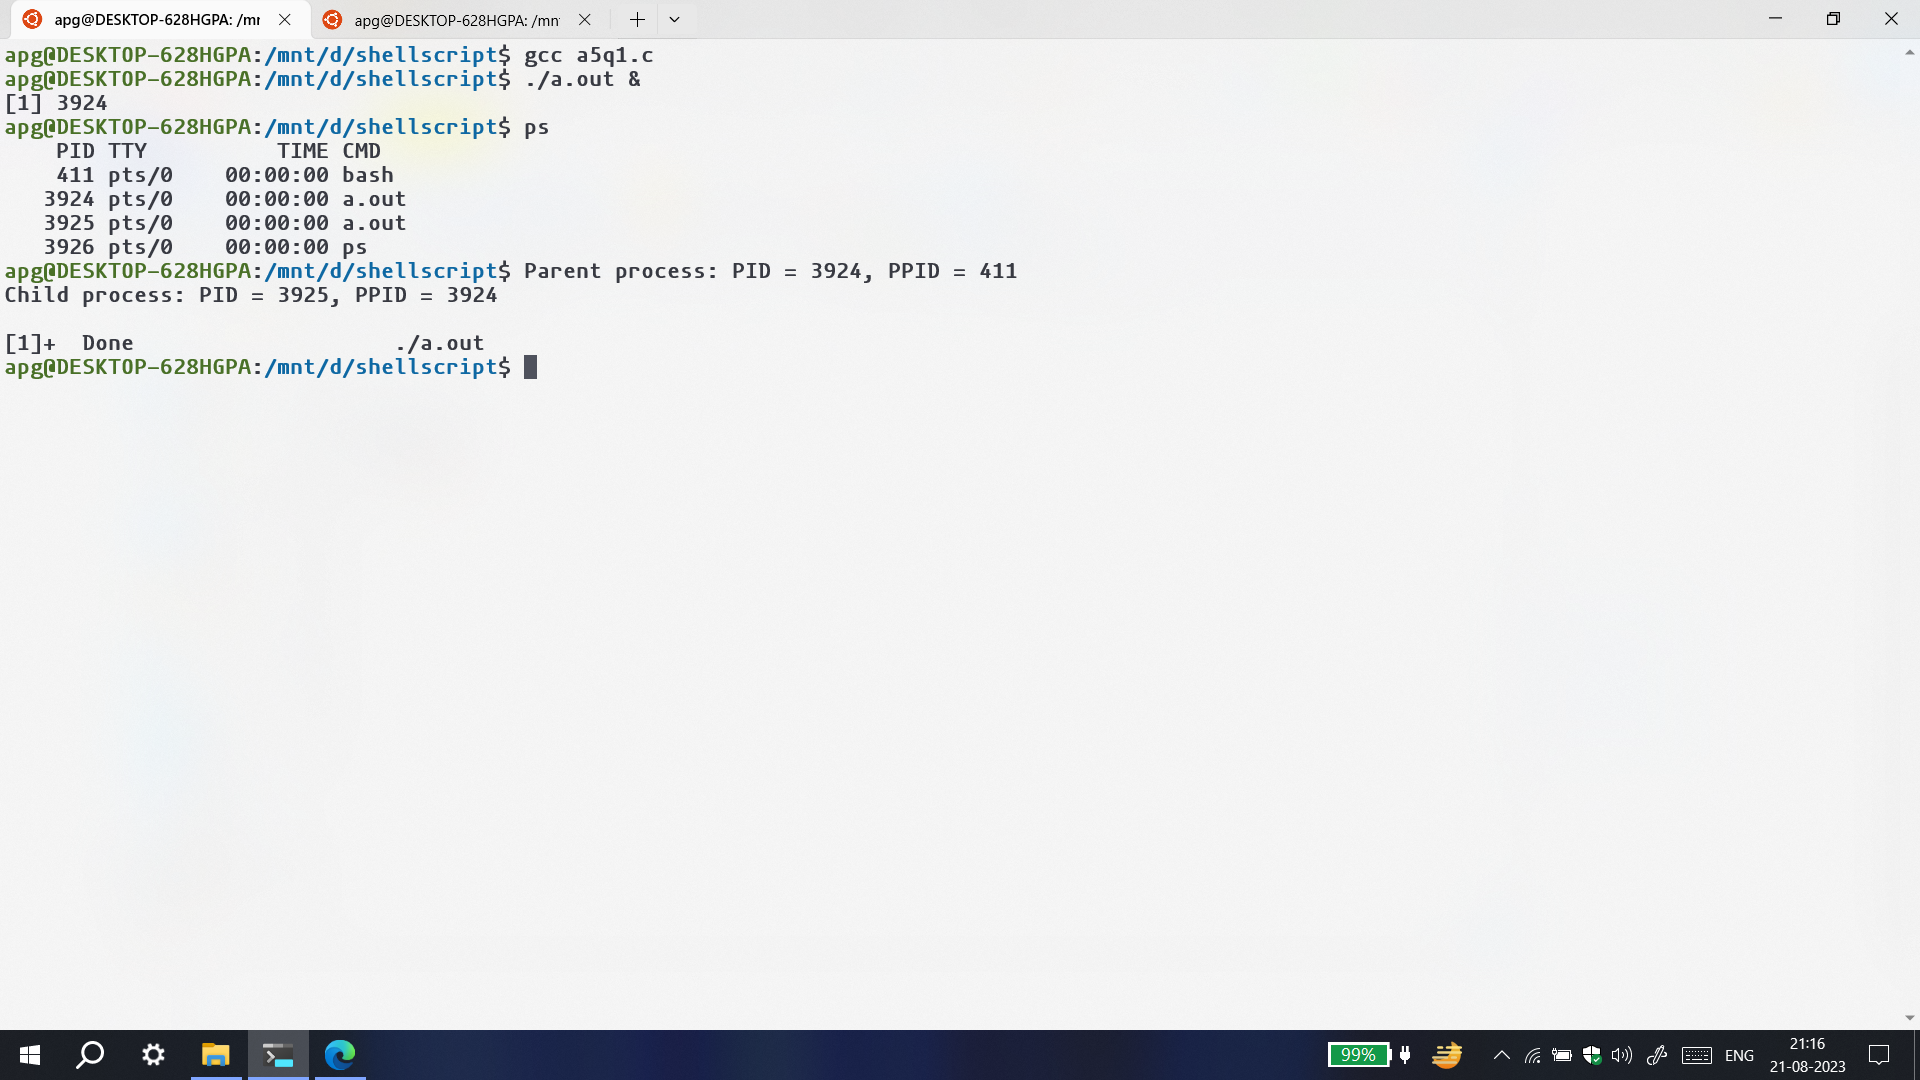 apg@DESKTOP-628HGPA: /mr
apg@DESKTOP-628HGPA: /mn
apg@DESKTOP-628HGPA:/mnt/d/shellscript$ gcc a5q1.c
apg@DESKTOP-628HGPA:/mnt/d/shellscript$ ./a.out &
[1] 3924
apg@DESKTOP-628HGPA:/mnt/d/shellscript$ ps
    PID TTY          TIME CMD
    411 pts/0    00:00:00 bash
   3924 pts/0    00:00:00 a.out
   3925 pts/0    00:00:00 a.out
   3926 pts/0    00:00:00 ps
apg@DESKTOP-628HGPA:/mnt/d/shellscript$ Parent process: PID = 3924, PPID = 411
Child process: PID = 3925, PPID = 3924
[1]+  Done                    ./a.out
apg@DESKTOP-628HGPA:/mnt/d/shellscript$
99%
ENG
21:16
21-08-2023